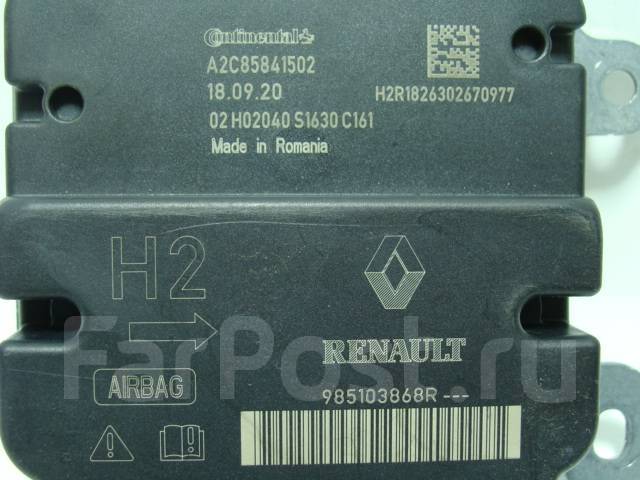 Continental
A2C85841502
18.09.20
H2R1826302670977
02 H02040 S1630 C161
Made in Romania
H2
RENAULT
AIRBAG
985103868R ---
FarPost.ru